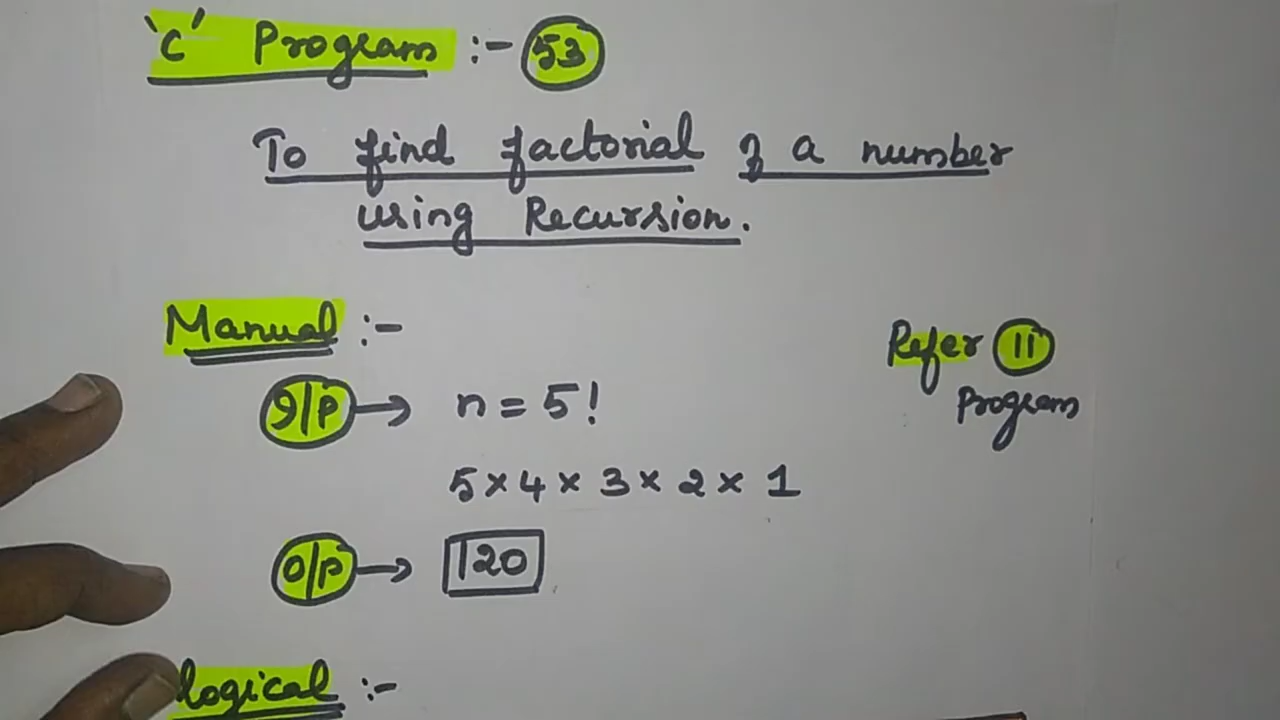 'C' Program :- 53
To find factorial of a number
using Recursion.
Manual :-
Refer 11
Program
I/P → n = 5!
5 × 4 × 3 × 2 × 1
O/P → 120
logical :-